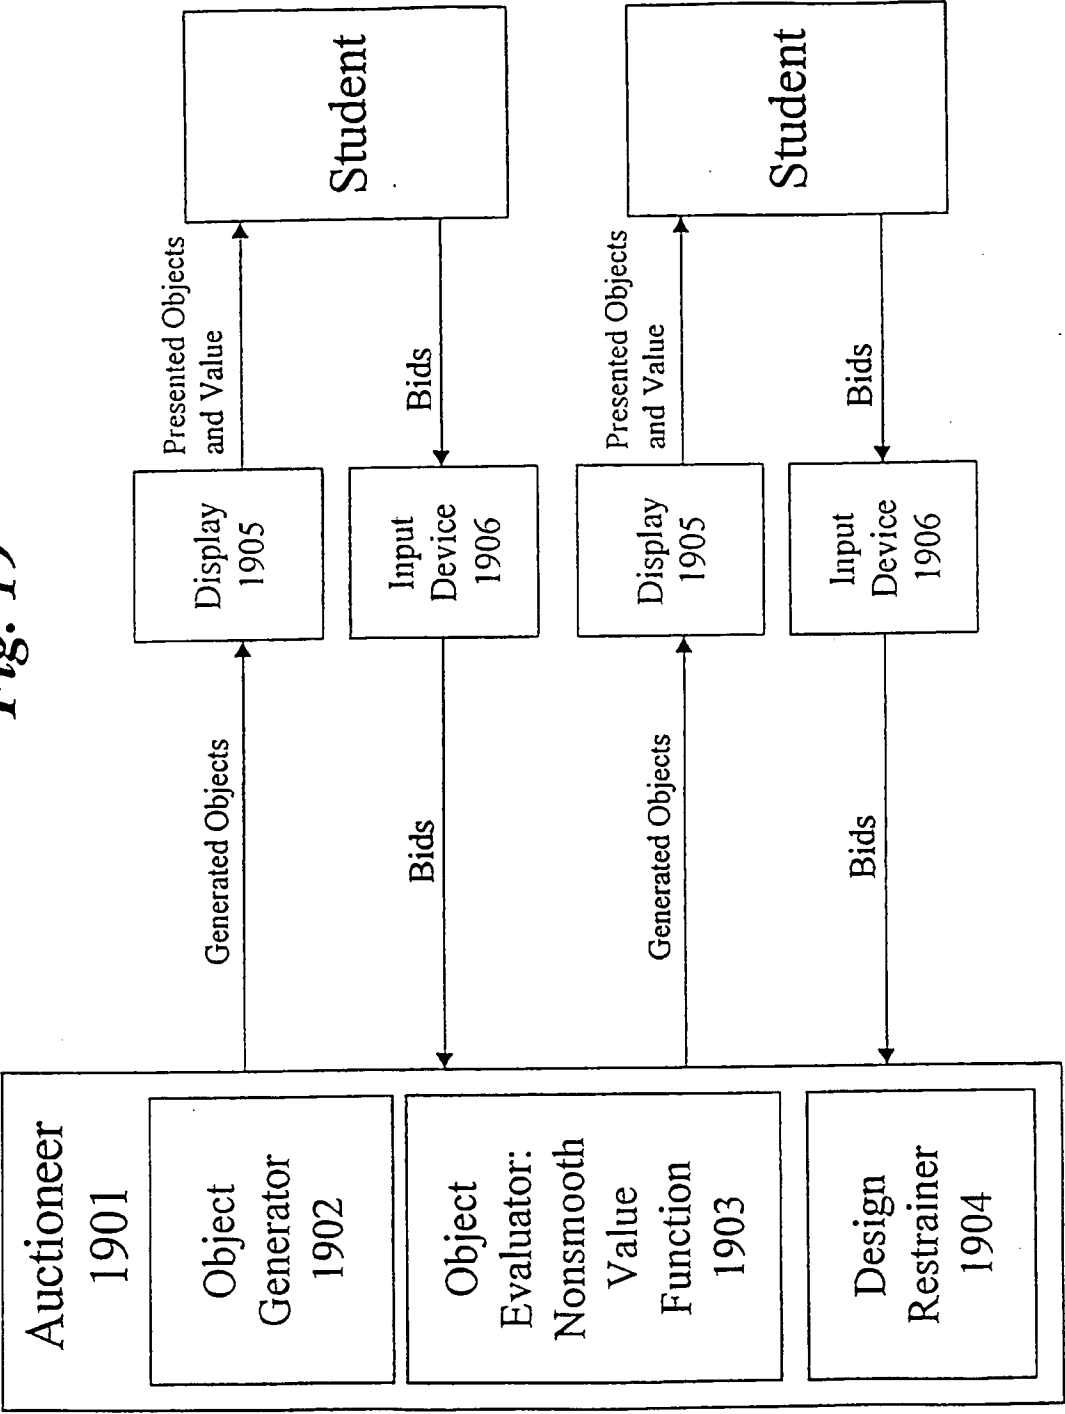 Fig. 19
Auctioneer
1901
Object
Generator
1902
Object
Evaluator:
Nonsmooth
Value
Function
1903
Design
Restrainer
1904
Generated Objects
Bids
Generated Objects
Bids
Display
1905
Input
Device
1906
Display
1905
Input
Device
1906
Presented Objects
and Value
Bids
Presented Objects
and Value
Bids
Student
Student